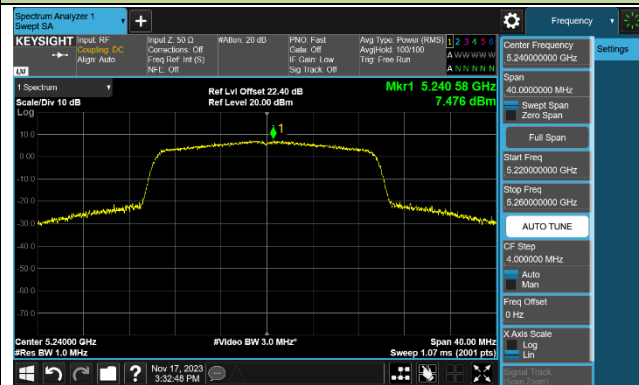 Spectrum Analyzer 1
Swept SA
Frequency
KEYSIGHT
Input: RF
Coupling: DC
Align: Auto
Input Z: 50 Ω
Corrections: Off
Freq Ref: Int (S)
NFE: Off
#Atten: 20 dB
PNO: Fast
Gate: Off
IF Gain: Low
Sig Track: Off
Avg Type: Power (RMS)
Avg|Hold: 100/100
Trig: Free Run
1 2 3 4 5 6
A W W W W W
A N N N N N
LXI
1 Spectrum
Scale/Div 10 dB
Log
Ref Lvl Offset 22.40 dB
Ref Level 20.00 dBm
Mkr1 5.240 58 GHz
7.476 dBm
1
10.0
0.00
-10.0
-20.0
-30.0
-40.0
-50.0
-60.0
-70.0
Center 5.24000 GHz
#Res BW 1.0 MHz
#Video BW 3.0 MHz*
Span 40.00 MHz
Sweep 1.07 ms (2001 pts)
Nov 17, 2023
3:32:48 PM
?
Center Frequency
5.240000000 GHz
Settings
Span
40.0000000 MHz
Swept Span
Zero Span
Full Span
Start Freq
5.220000000 GHz
Stop Freq
5.260000000 GHz
AUTO TUNE
CF Step
4.000000 MHz
Auto
Man
Freq Offset
0 Hz
X Axis Scale
Log
Lin
Signal Track
(Span Zoom)